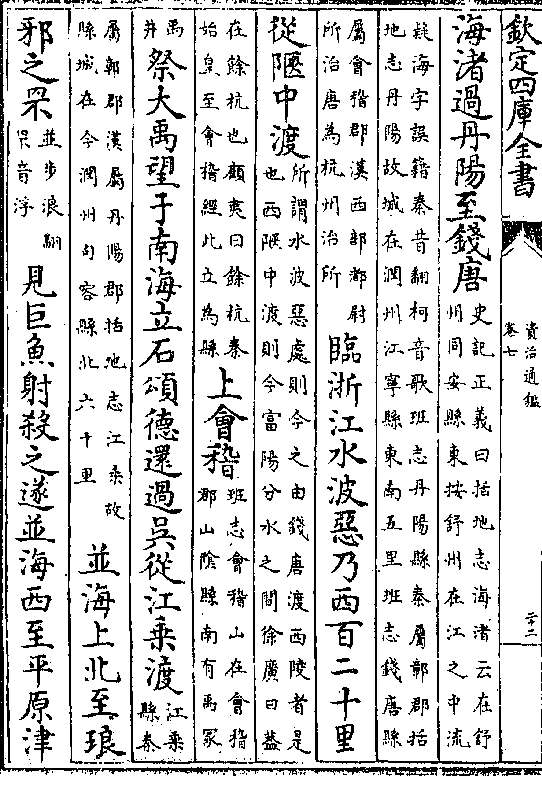 欽定四庫全書
資治通鑑
卷七
二十二
海渚過丹陽至錢唐
史記正義曰括地志海渚云在舒
州同安縣東按舒州在江之中流
疑海字誤籍秦昔翻柯音歌班志丹陽縣秦屬鄣郡括
地志丹陽故城在潤州江寧縣東南五里班志錢唐縣
屬會稽郡漢西部都尉
所治唐為杭州治所
臨浙江水波惡乃西百二十里
從陿中渡
所謂水波惡處則今之由錢唐渡西陵者是
也西陿中渡則今富陽分水之間徐廣曰葢
在餘杭也顧夷曰餘杭秦
始皇至會稽經此立為縣
上會稽
班志會稽山在會稽
郡山陰縣南有禹冢
禹
井
祭大禹望于南海立石頌德還過吳從江乗渡
江乗
縣秦
屬鄣郡漢屬丹陽郡括地志江乗故
縣城在今潤州句容縣北六十里
並海上北至琅
邪之罘
並步浪翻
罘音浮
見巨魚射殺之遂並海西至平原津